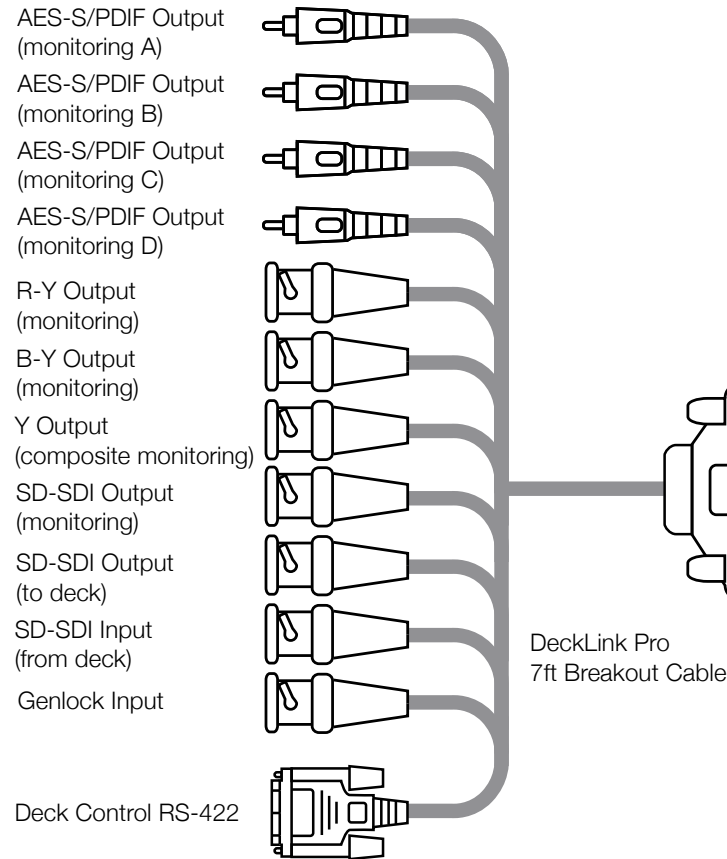 AES-S/PDIF Output
(monitoring A)
AES-S/PDIF Output
(monitoring B)
AES-S/PDIF Output
(monitoring C)
AES-S/PDIF Output
(monitoring D)
R-Y Output
(monitoring)
B-Y Output
(monitoring)
Y Output
(composite monitoring)
SD-SDI Output
(monitoring)
SD-SDI Output
(to deck)
SD-SDI Input
(from deck)
Genlock Input
Deck Control RS-422
DeckLink Pro
7ft Breakout Cable